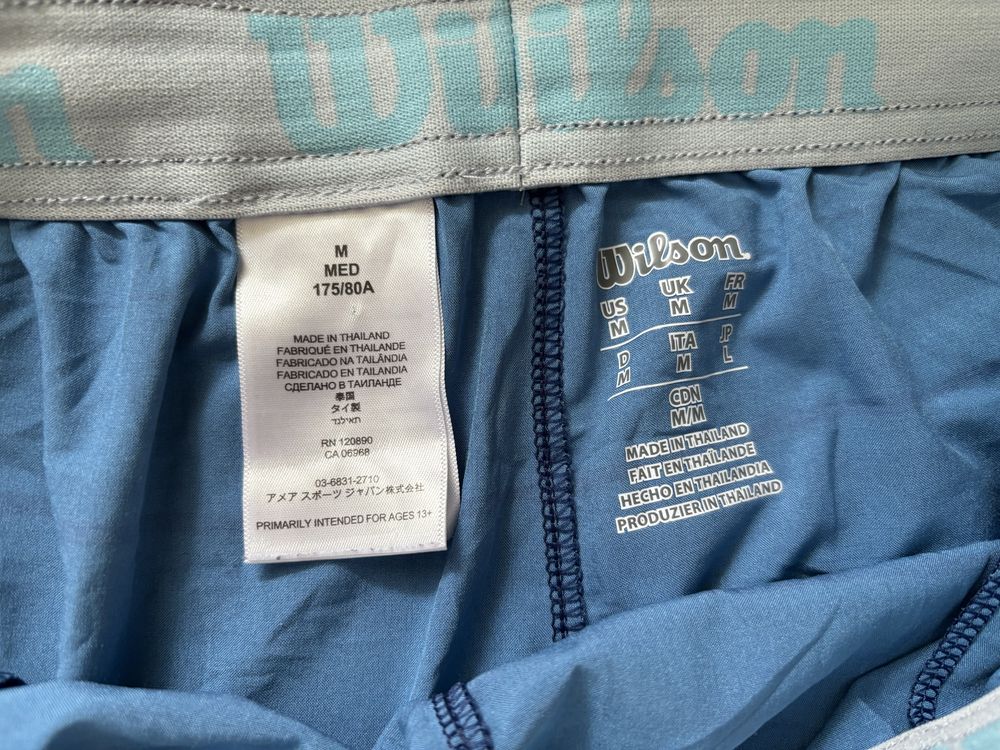 Wilson
M
MED
175/80A
MADE IN THAILAND
FABRIQUÉ EN THAILANDE
FABRICADO NA TAILÂNDIA
FABRICADO EN TAILANDIA
СДЕЛАНО В ТАИЛАНДЕ
泰国
タイ製
תאילנד
RN 120890
CA 06968
03-6831-2710
アメア スポーツ ジャパン株式会社
PRIMARILY INTENDED FOR AGES 13+
Wilson
US UK FR
M M M
D ITA JP
M M L
CDN
M/M
MADE IN THAILAND
FAIT EN THAÏLANDE
HECHO EN THAILANDIA
PRODUZIER IN THAILAND